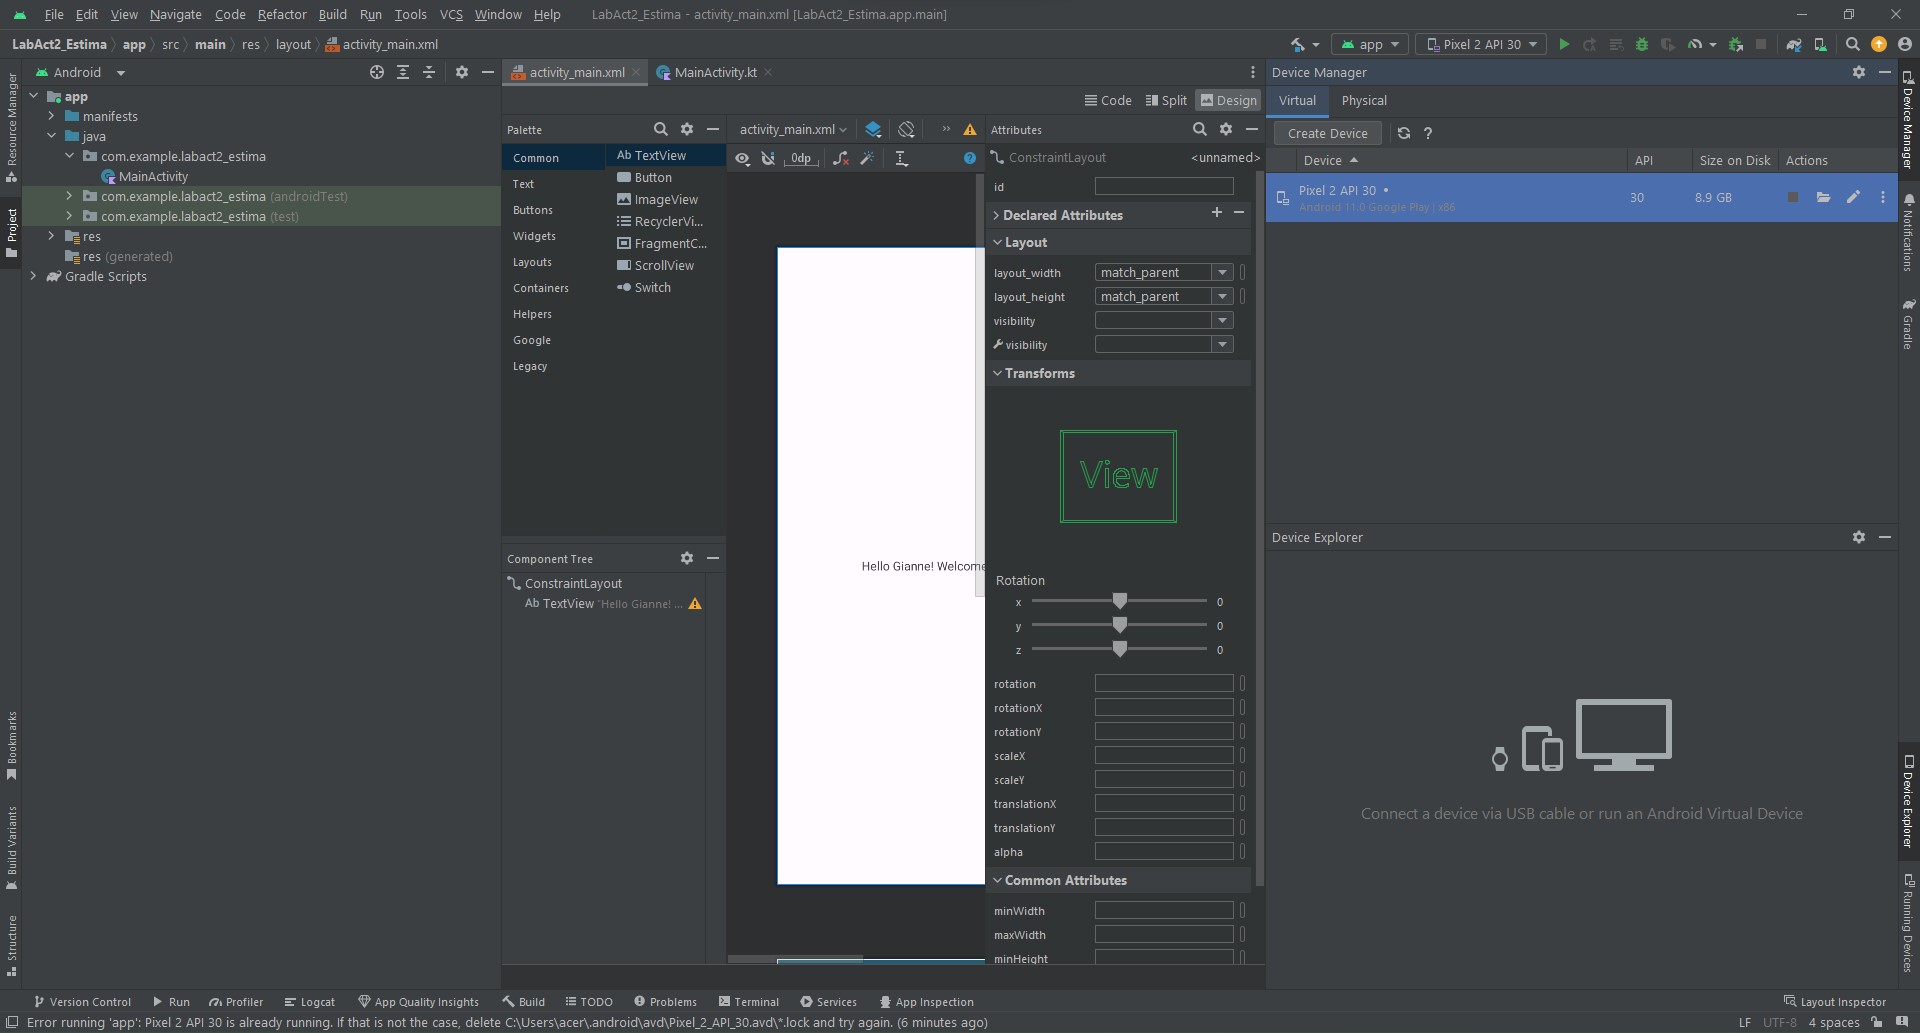 File Edit View Navigate Code Refactor Build Run Tools VCS Window Help LabAct2_Estima - activity_main.xml [LabAct2_Estima.app.main]
LabAct2_Estima app src main res layout activity_main.xml app Pixel 2 API 30
Resource Manager
Project
Bookmarks
Build Variants
Structure
Android
app
manifests
java
com.example.labact2_estima
MainActivity
com.example.labact2_estima (androidTest)
com.example.labact2_estima (test)
res
res (generated)
Gradle Scripts
activity_main.xml MainActivity.kt
Code Split Design
Palette
Common
Text
Buttons
Widgets
Layouts
Containers
Helpers
Google
Legacy
Ab TextView
Button
ImageView
RecyclerVi...
FragmentC...
ScrollView
Switch
Component Tree
ConstraintLayout
Ab TextView "Hello Gianne! ...
activity_main.xml
0dp
Hello Gianne! Welcome
Attributes
ConstraintLayout <unnamed>
id
Declared Attributes
Layout
layout_width match_parent
layout_height match_parent
visibility
visibility
Transforms
View
Rotation
x 0
y 0
z 0
rotation
rotationX
rotationY
scaleX
scaleY
translationX
translationY
alpha
Common Attributes
minWidth
maxWidth
minHeight
Device Manager
Virtual Physical
Create Device ?
Device API Size on Disk Actions
Pixel 2 API 30 30 8.9 GB
Android 11.0 Google Play | x86
Device Explorer
Connect a device via USB cable or run an Android Virtual Device
Device Manager
Notifications
Gradle
Device Explorer
Running Devices
Version Control Run Profiler Logcat App Quality Insights Build TODO Problems Terminal Services App Inspection Layout Inspector
Error running 'app': Pixel 2 API 30 is already running. If that is not the case, delete C:\Users\acer\.android\avd\Pixel_2_API_30.avd\*.lock and try again. (6 minutes ago) LF UTF-8 4 spaces